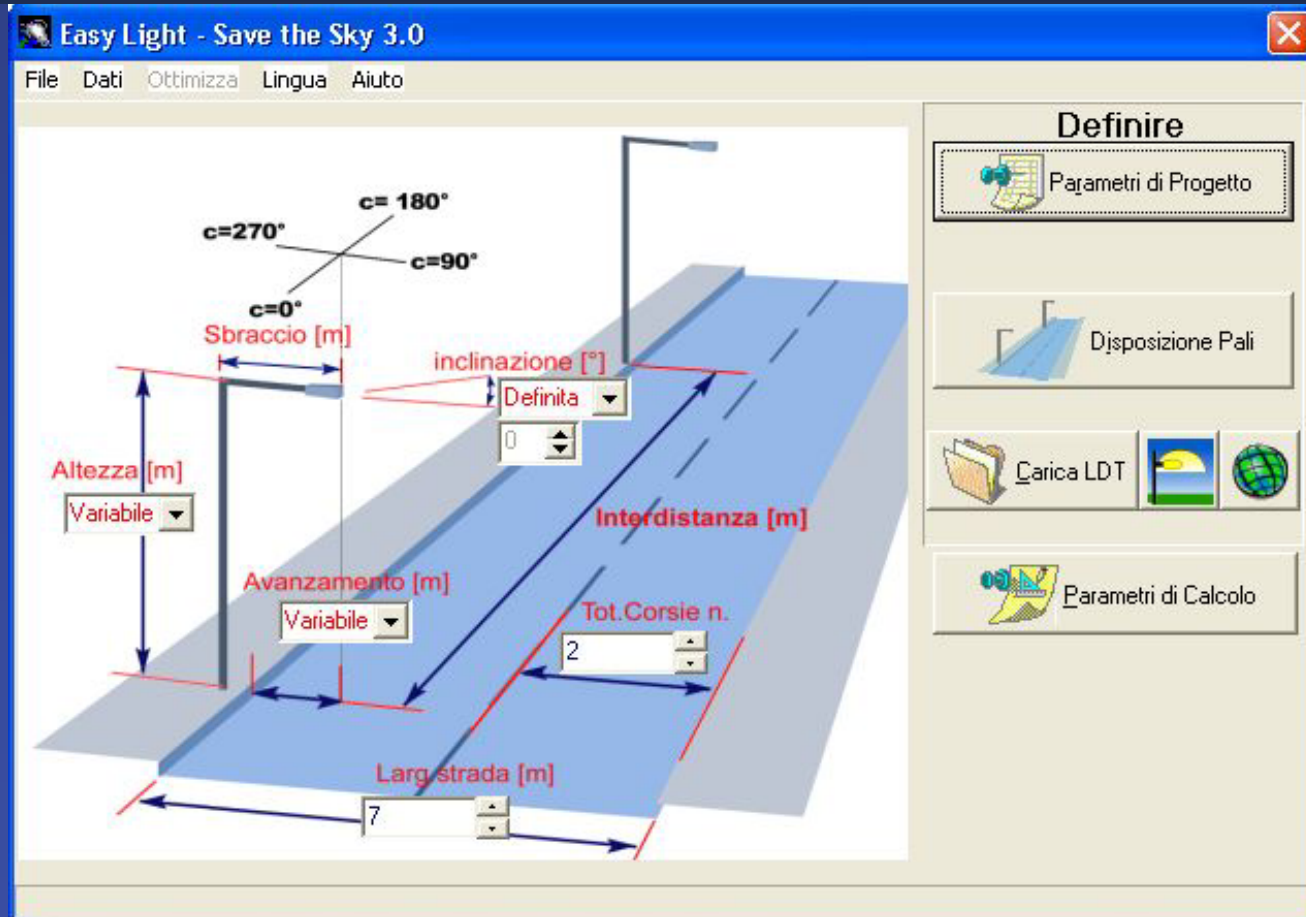 Easy Light - Save the Sky 3.0
File Dati Ottimizza Lingua Aiuto
Definire
Parametri di Progetto
Disposizione Pali
Carica LDT
Parametri di Calcolo
c= 180°
c=270°
c=90°
c=0°
Sbraccio [m]
inclinazione [°]
Definita
0
Altezza [m]
Variabile
Interdistanza [m]
Avanzamento [m]
Variabile
Tot.Corsie n.
2
Larg.strada [m]
7